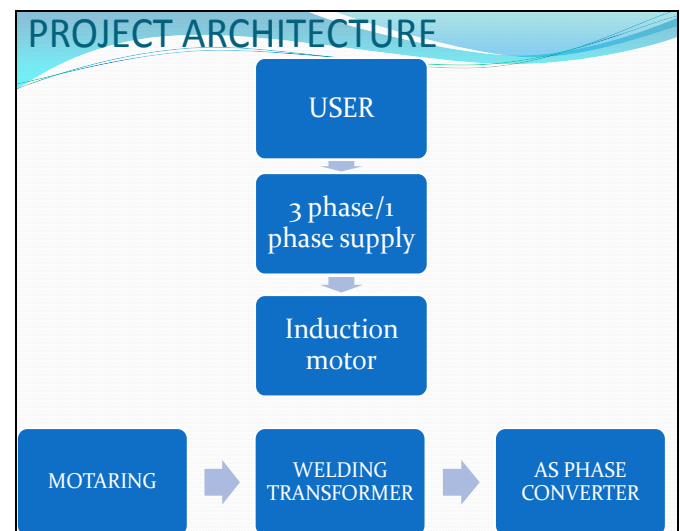 PROJECT ARCHITECTURE
USER
3 phase/1
phase supply
Induction
motor
MOTARING
WELDING
TRANSFORMER
AS PHASE
CONVERTER